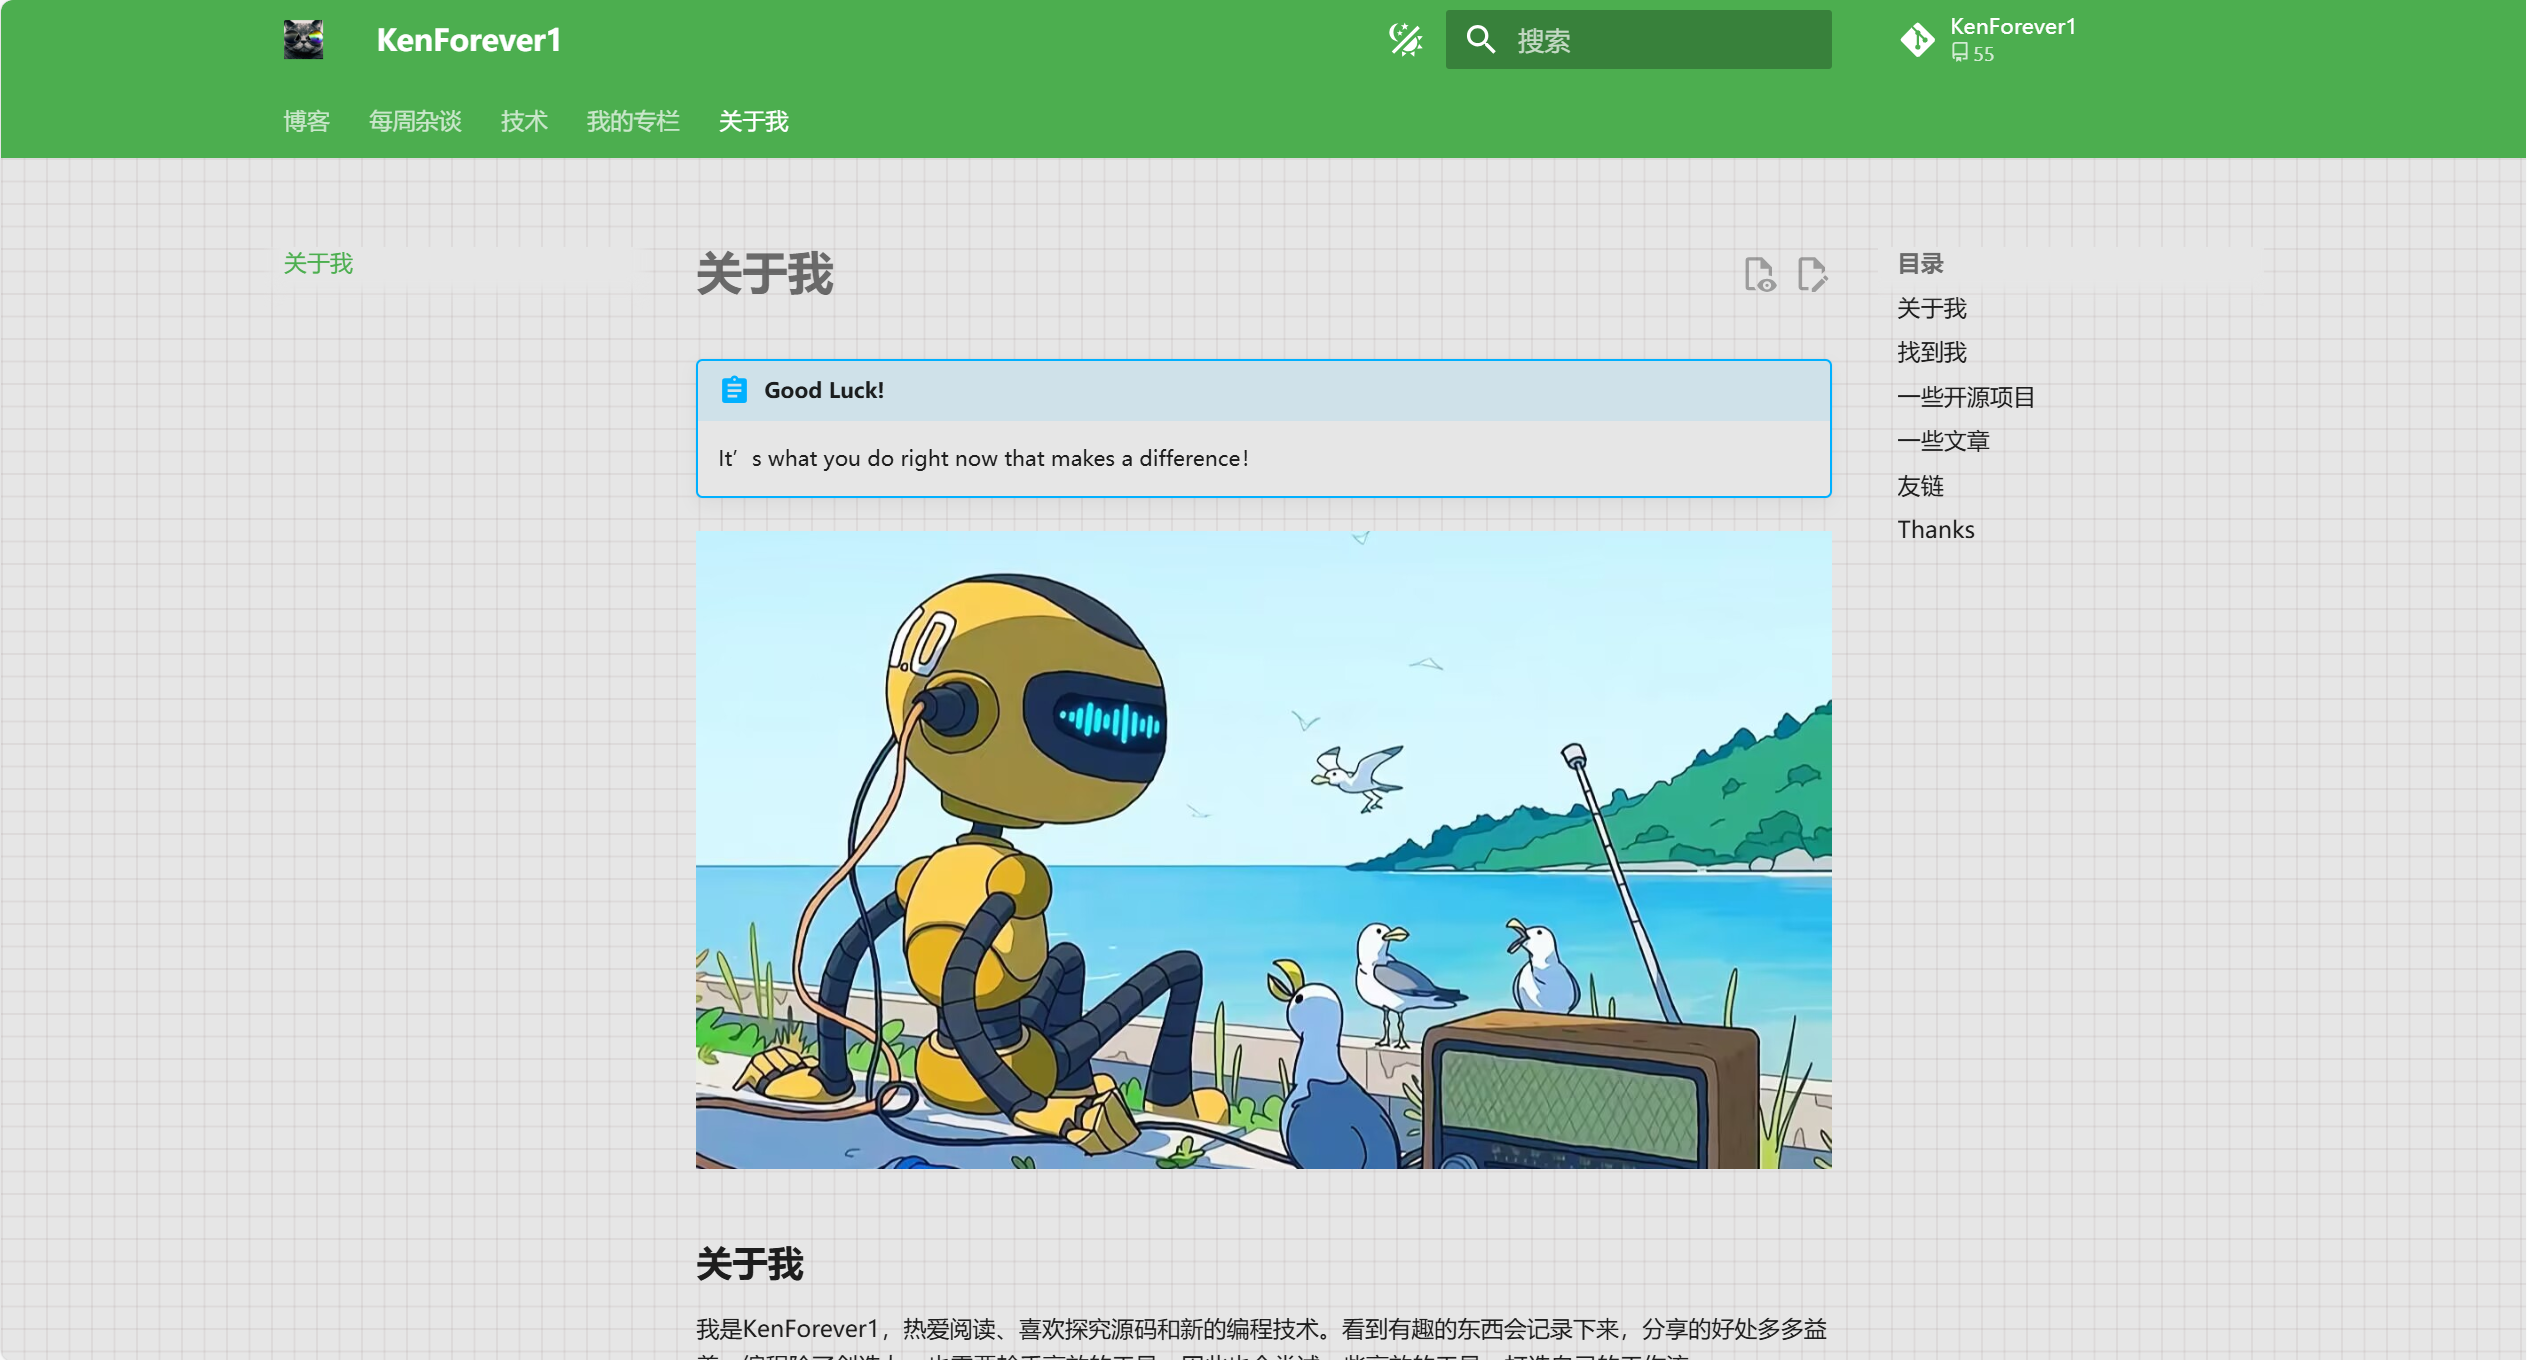 KenForever1
搜索
KenForever1
55
博客
每周杂谈
技术
我的专栏
关于我
关于我
关于我
Good Luck!
It’s what you do right now that makes a difference!
1.0
关于我
我是KenForever1，热爱阅读、喜欢探究源码和新的编程技术。看到有趣的东西会记录下来，分享的好处多多益
目录
关于我
找到我
一些开源项目
一些文章
友链
Thanks